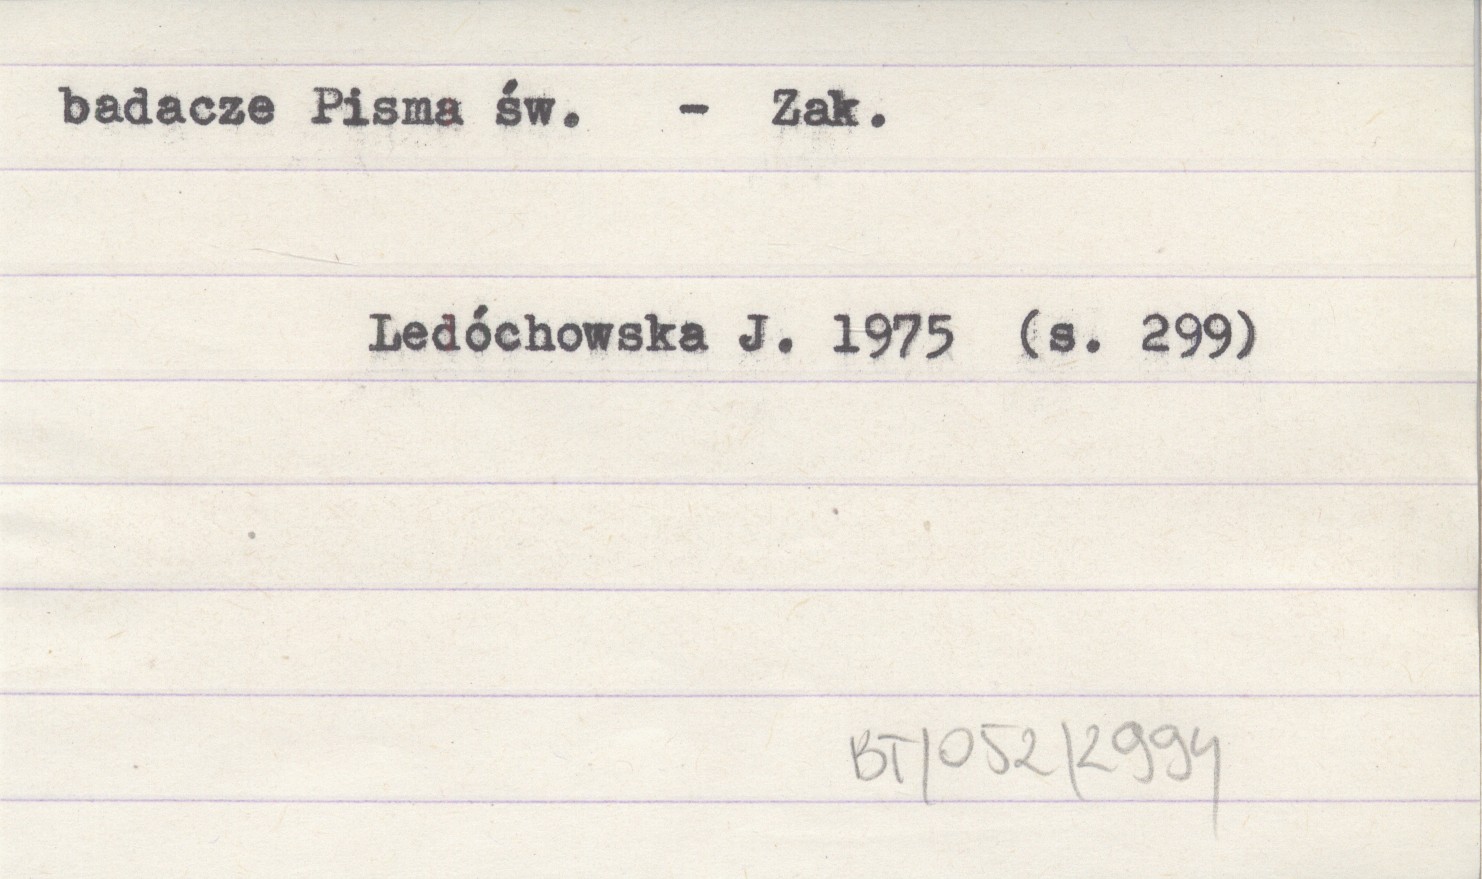 badacze Pisma św. - Zak.
Ledóchowska J. 1975 (s. 299)
BT/052/2994